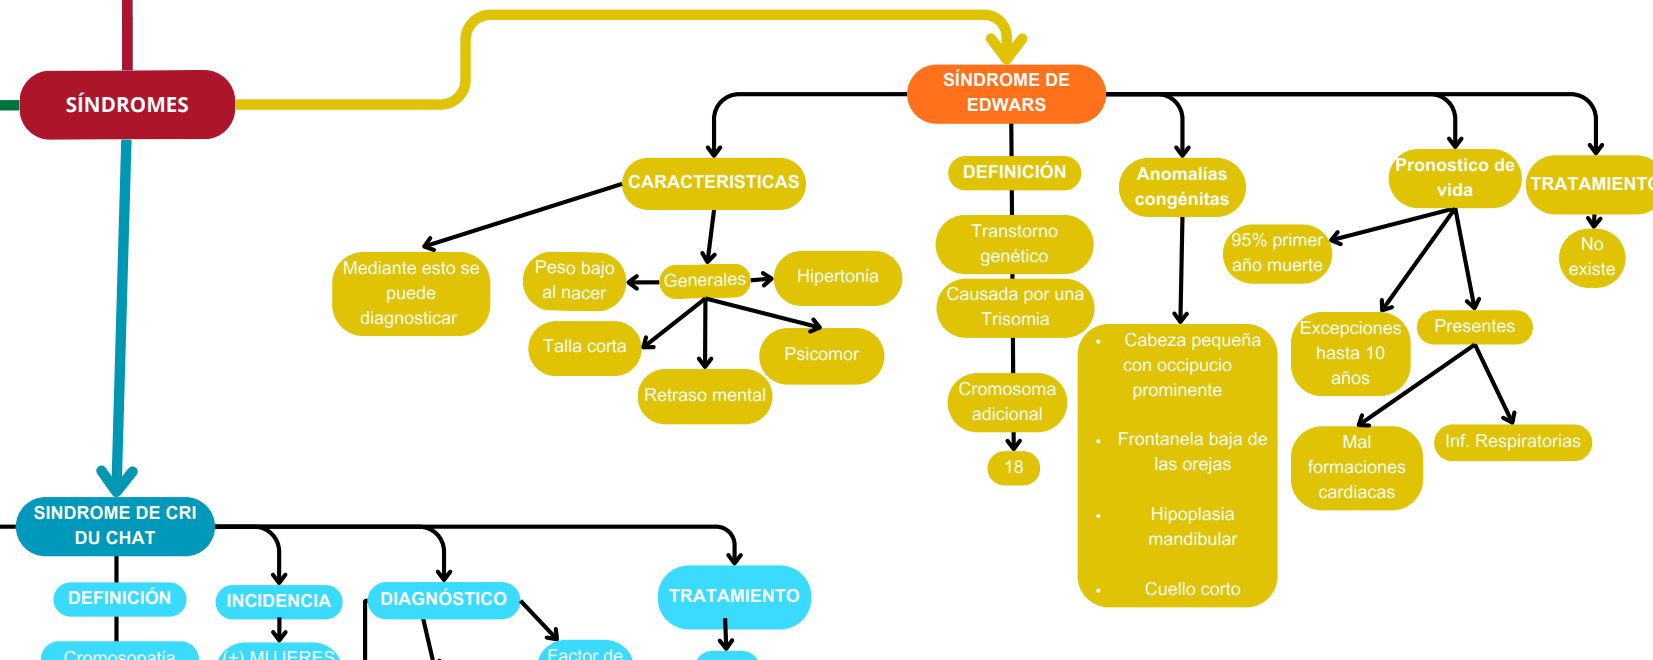 SÍNDROMES
SÍNDROME DE
EDWARS
CARACTERISTICAS
Mediante esto se
puede
diagnosticar
Generales
Peso bajo
al nacer
Hipertonía
Talla corta
Retraso mental
Psicomor
DEFINICIÓN
Transtorno
genético
Causada por una
Trisomia
Cromosoma
adicional
18
Anomalías
congénitas
• Cabeza pequeña
con occipucio
prominente
• Frontanela baja de
las orejas
• Hipoplasia
mandibular
• Cuello corto
Pronostico de
vida
95% primer
año muerte
Excepciones
hasta 10
años
Presentes
Mal
formaciones
cardiacas
Inf. Respiratorias
TRATAMIENTO
No
existe
SINDROME DE CRI
DU CHAT
DEFINICIÓN
Cromosopatía
INCIDENCIA
(+) MUJERES
DIAGNÓSTICO
Factor de
TRATAMIENTO